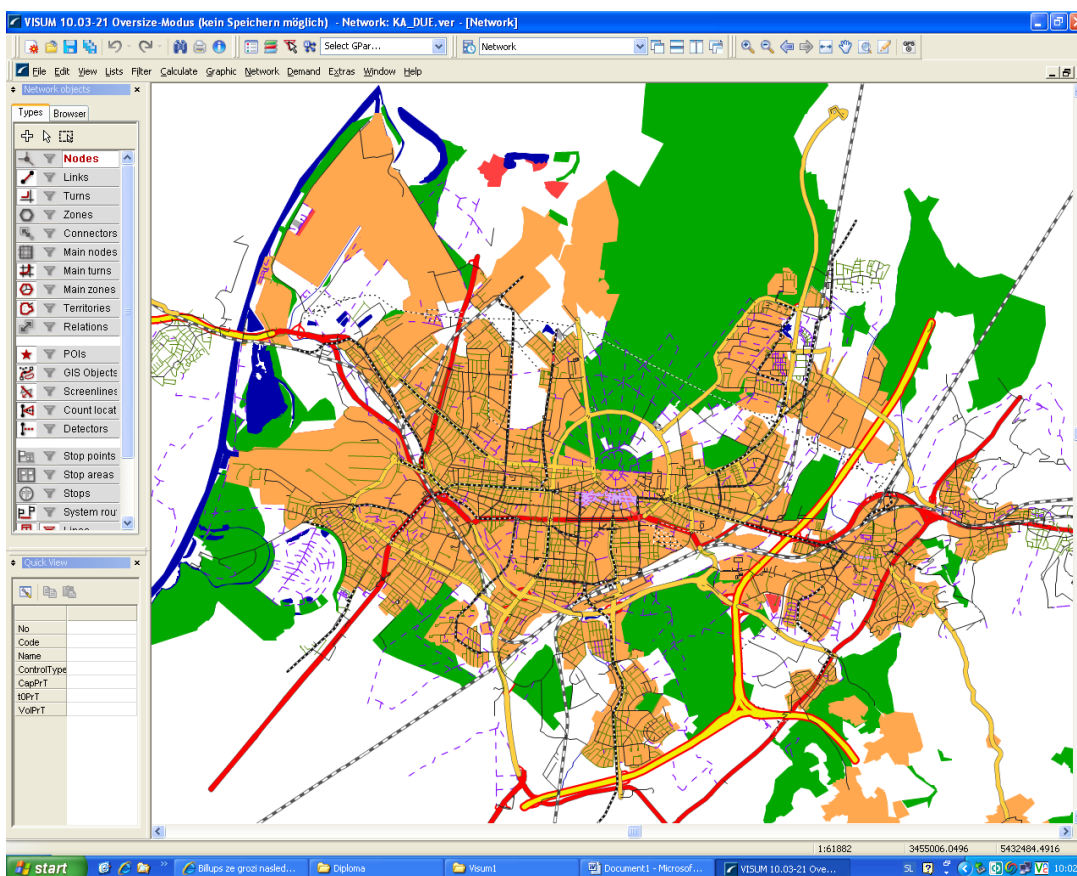 VISUM 10.03-21 Oversize-Modus (kein Speichern möglich) - Network: KA_DUE.ver - [Network]
Select GPar...
Network
File Edit View Lists Filter Calculate Graphic Network Demand Extras Window Help
Network objects
Types Browser
Nodes
Links
Turns
Zones
Connectors
Main nodes
Main turns
Main zones
Territories
Relations
POIs
GIS Objects
Screenlines
Count locat
Detectors
Stop points
Stop areas
Stops
System rou
Lines
Quick View
No
Code
Name
ControlType
CapPrT
t0PrT
VolPrT
1:61882 3455006.0496 5432484.4916
start
Billups ze grozi nasled...
Diploma
Visum1
Document1 - Microsof...
VISUM 10.03-21 Ove...
SL
10:02